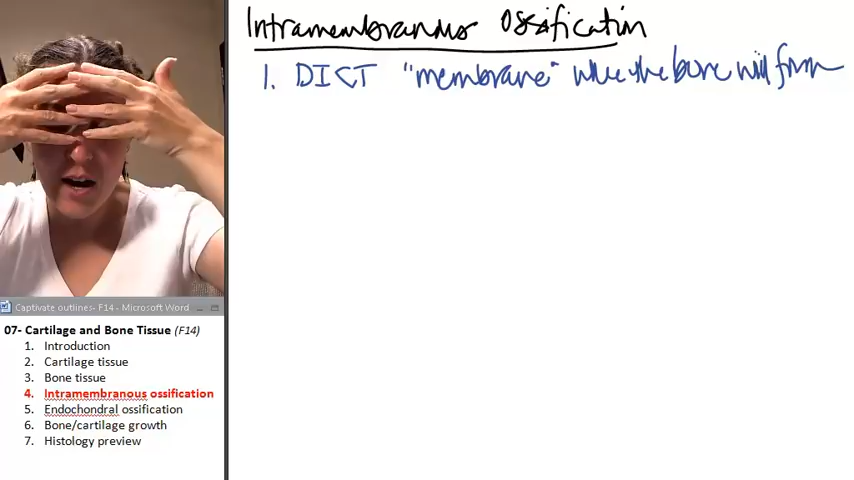 Intramembranous Ossification
1. DICT "membrane" where the bone will form
Captivate outlines- F14 - Microsoft Word
07- Cartilage and Bone Tissue (F14)
1. Introduction
2. Cartilage tissue
3. Bone tissue
4. Intramembranous ossification
5. Endochondral ossification
6. Bone/cartilage growth
7. Histology preview